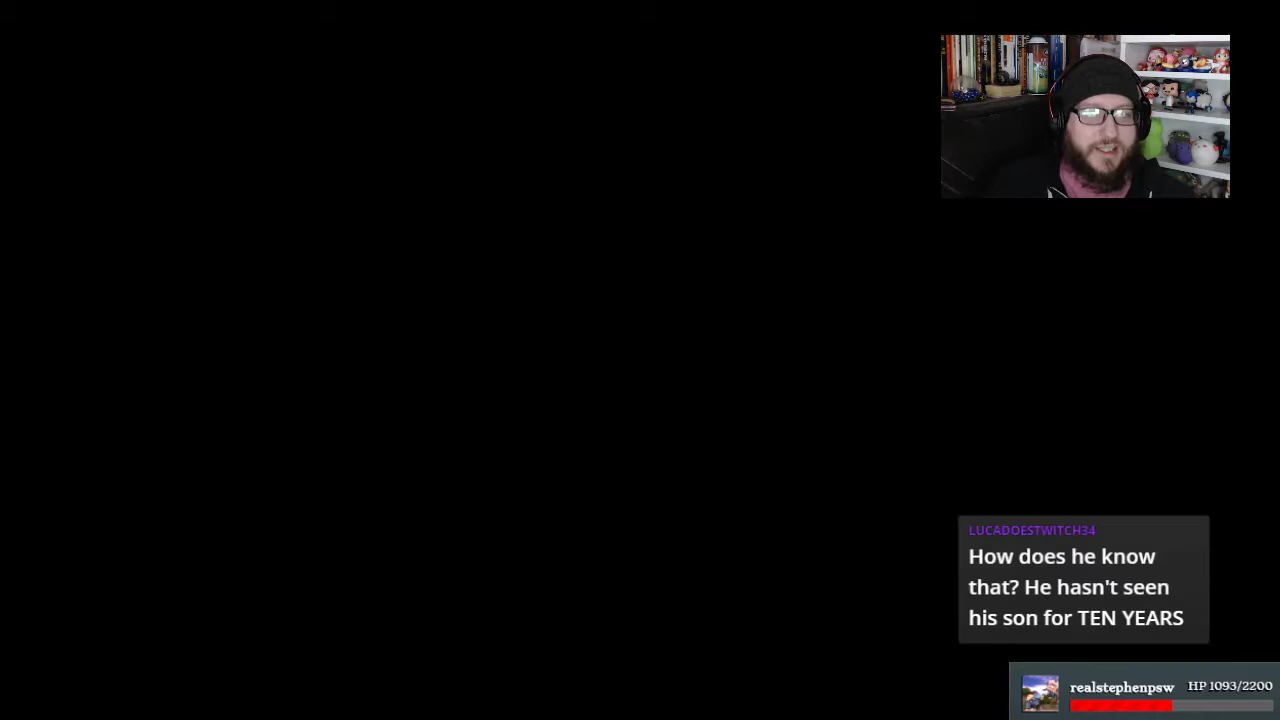 LUCADOESTWITCH34
How does he know
that? He hasn't seen
his son for TEN YEARS
realstephenpsw HP 1093/2200